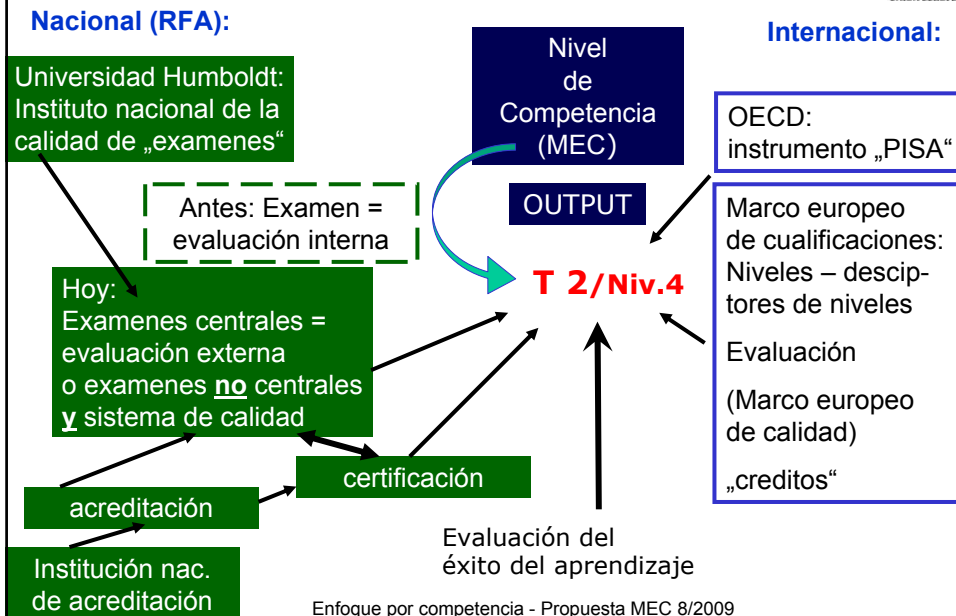 Nacional (RFA):
Universidad Humboldt:
Instituto nacional de la
calidad de „examenes“
Antes: Examen =
evaluación interna
Hoy:
Examenes centrales =
evaluación externa
o examenes no centrales
y sistema de calidad
certificación
acreditación
Institución nac.
de acreditación
Nivel
de
Competencia
(MEC)
OUTPUT
T 2/Niv.4
Evaluación del
éxito del aprendizaje
Internacional:
OECD:
instrumento „PISA“
Marco europeo
de cualificaciones:
Niveles – descip-
tores de niveles
Evaluación
(Marco europeo
de calidad)
„creditos“
Enfoque por competencia - Propuesta MEC 8/2009